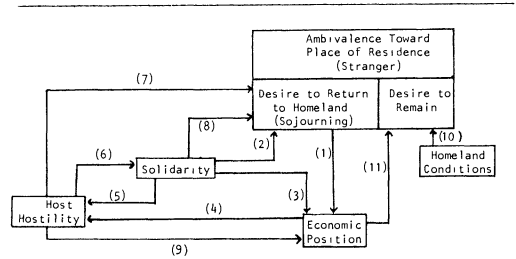 Ambivalence Toward
Place of Residence
(Stranger)
(7)
Desire to Return
to Homeland
(Sojourning)
Desire to
Remain
(8)
(10)
(2)
(1)
(11)
Homeland
Conditions
(6)
Solidarity
(5)
(3)
Host
Hostility
(4)
Economic
Position
(9)